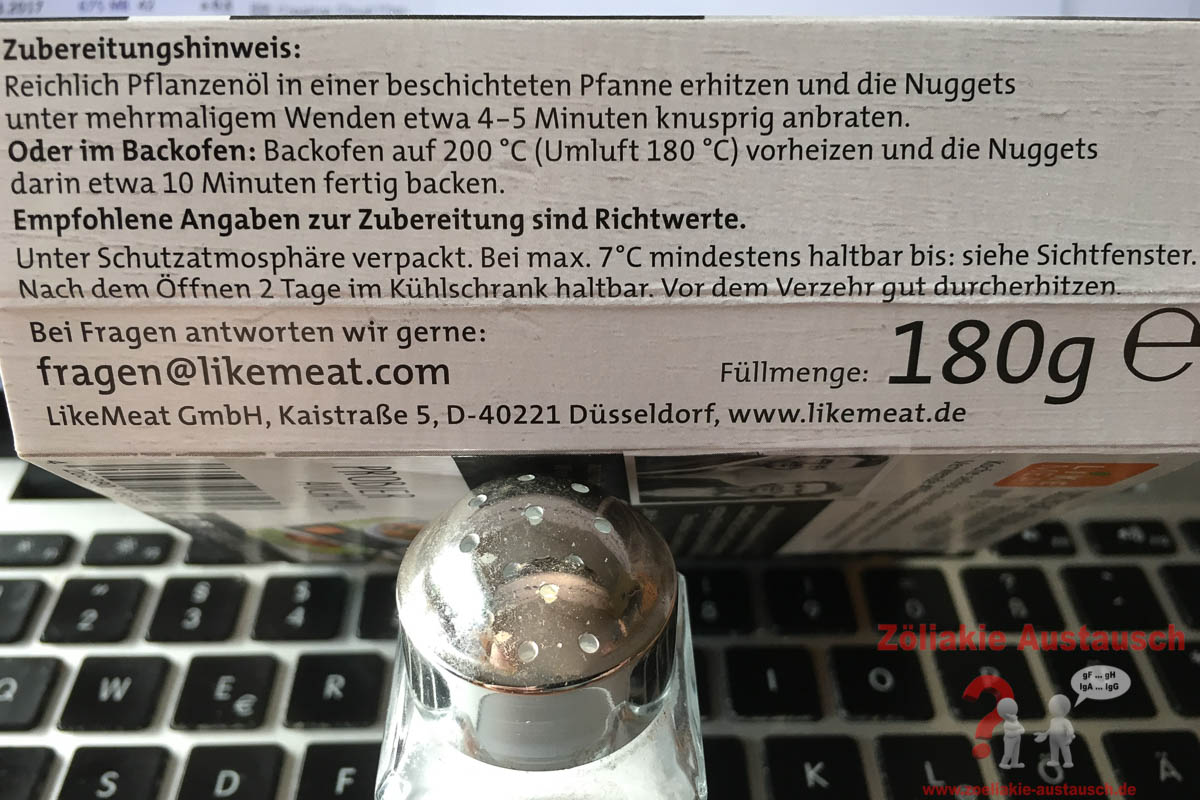 Zubereitungshinweis:
Reichlich Pflanzenöl in einer beschichteten Pfanne erhitzen und die Nuggets
unter mehrmaligem Wenden etwa 4–5 Minuten knusprig anbraten.
Oder im Backofen: Backofen auf 200 °C (Umluft 180 °C) vorheizen und die Nuggets
darin etwa 10 Minuten fertig backen.
Empfohlene Angaben zur Zubereitung sind Richtwerte.
Unter Schutzatmosphäre verpackt. Bei max. 7°C mindestens haltbar bis: siehe Sichtfenster.
Nach dem Öffnen 2 Tage im Kühlschrank haltbar. Vor dem Verzehr gut durcherhitzen.
Bei Fragen antworten wir gerne:
fragen@likemeat.com
Füllmenge: 180g e
LikeMeat GmbH, Kaistraße 5, D-40221 Düsseldorf, www.likemeat.de
2 § 3 $ 4 8 9
Q W E € R I O P
S D F K L Ö Ä
Zöliakie Austausch
gF ... gH
IgA ... IgG
?
www.zoeliakie-austausch.de